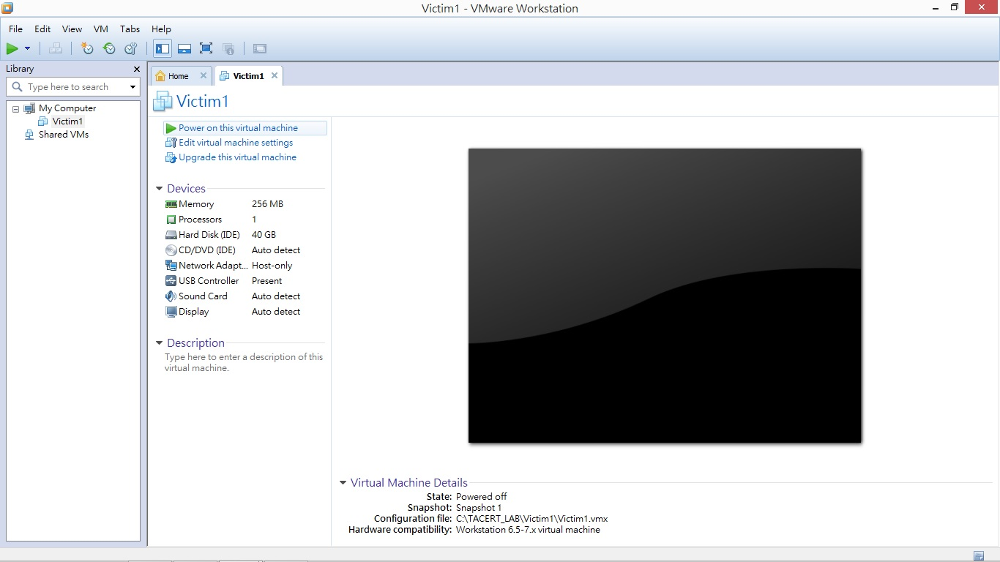 Victim1 - VMware Workstation
File Edit View VM Tabs Help
Library
Type here to search
My Computer
Victim1
Shared VMs
Home
Victim1
Victim1
Power on this virtual machine
Edit virtual machine settings
Upgrade this virtual machine
Devices
Memory 256 MB
Processors 1
Hard Disk (IDE) 40 GB
CD/DVD (IDE) Auto detect
Network Adapt... Host-only
USB Controller Present
Sound Card Auto detect
Display Auto detect
Description
Type here to enter a description of this
virtual machine.
Virtual Machine Details
State: Powered off
Snapshot: Snapshot 1
Configuration file: C:\TACERT_LAB\Victim1\Victim1.vmx
Hardware compatibility: Workstation 6.5-7.x virtual machine